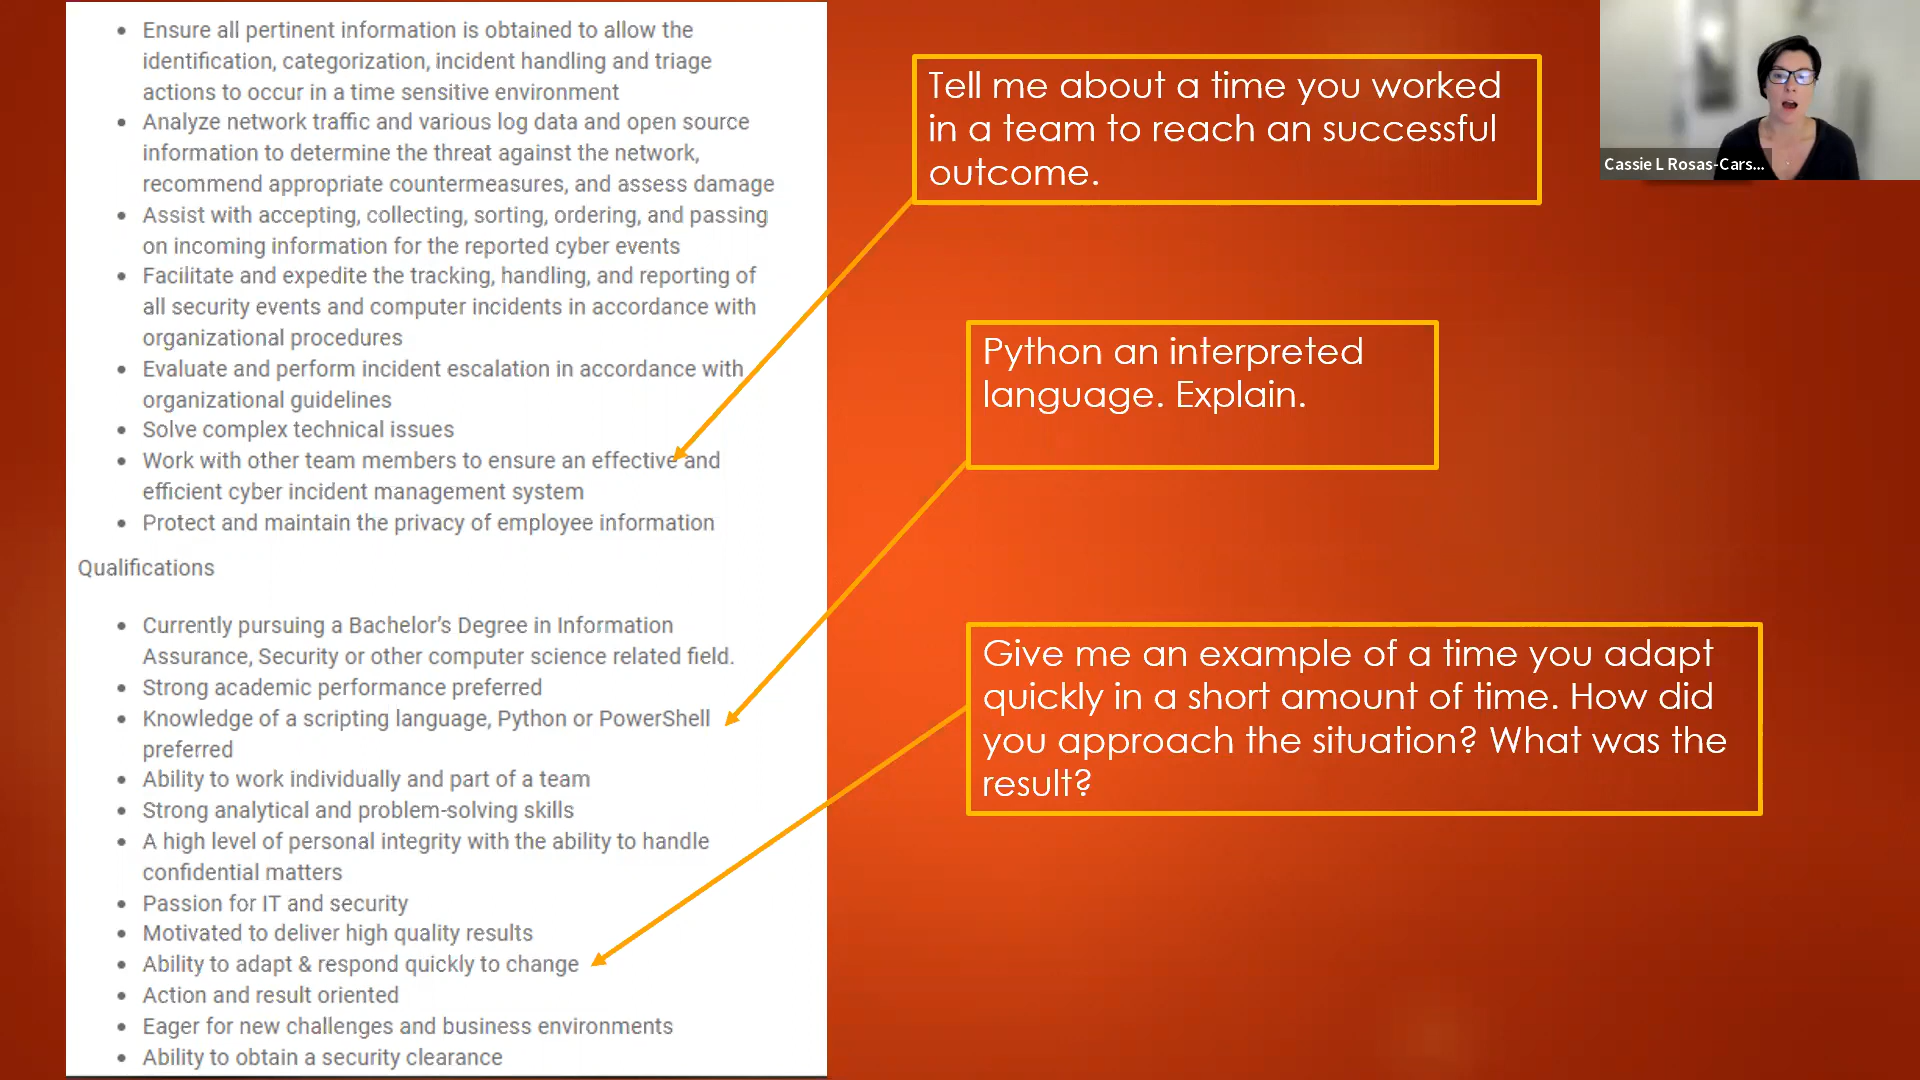 • Ensure all pertinent information is obtained to allow the
identification, categorization, incident handling and triage
actions to occur in a time sensitive environment
• Analyze network traffic and various log data and open source
information to determine the threat against the network,
recommend appropriate countermeasures, and assess damage
• Assist with accepting, collecting, sorting, ordering, and passing
on incoming information for the reported cyber events
• Facilitate and expedite the tracking, handling, and reporting of
all security events and computer incidents in accordance with
organizational procedures
• Evaluate and perform incident escalation in accordance with
organizational guidelines
• Solve complex technical issues
• Work with other team members to ensure an effective and
efficient cyber incident management system
• Protect and maintain the privacy of employee information
Qualifications
• Currently pursuing a Bachelor's Degree in Information
Assurance, Security or other computer science related field.
• Strong academic performance preferred
• Knowledge of a scripting language, Python or PowerShell
preferred
• Ability to work individually and part of a team
• Strong analytical and problem-solving skills
• A high level of personal integrity with the ability to handle
confidential matters
• Passion for IT and security
• Motivated to deliver high quality results
• Ability to adapt & respond quickly to change
• Action and result oriented
• Eager for new challenges and business environments
• Ability to obtain a security clearance
Tell me about a time you worked
in a team to reach an successful
outcome.
Python an interpreted
language. Explain.
Give me an example of a time you adapt
quickly in a short amount of time. How did
you approach the situation? What was the
result?
Cassie L Rosas-Cars...